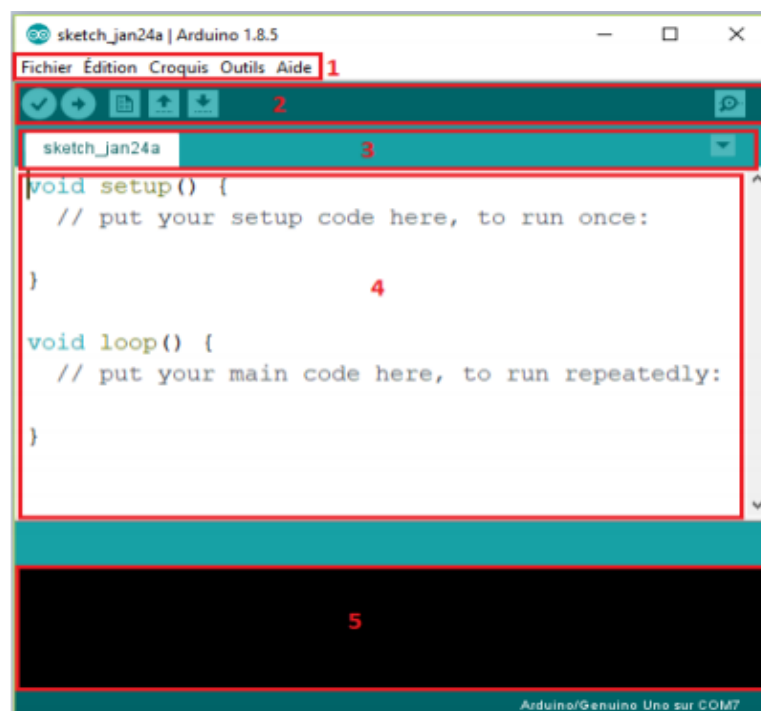 sketch_jan24a | Arduino 1.8.5
Fichier Édition Croquis Outils Aide 1
2
sketch_jan24a 3
void setup() {
// put your setup code here, to run once:
}
4
void loop() {
// put your main code here, to run repeatedly:
}
5
Arduino/Genuino Uno sur COM7